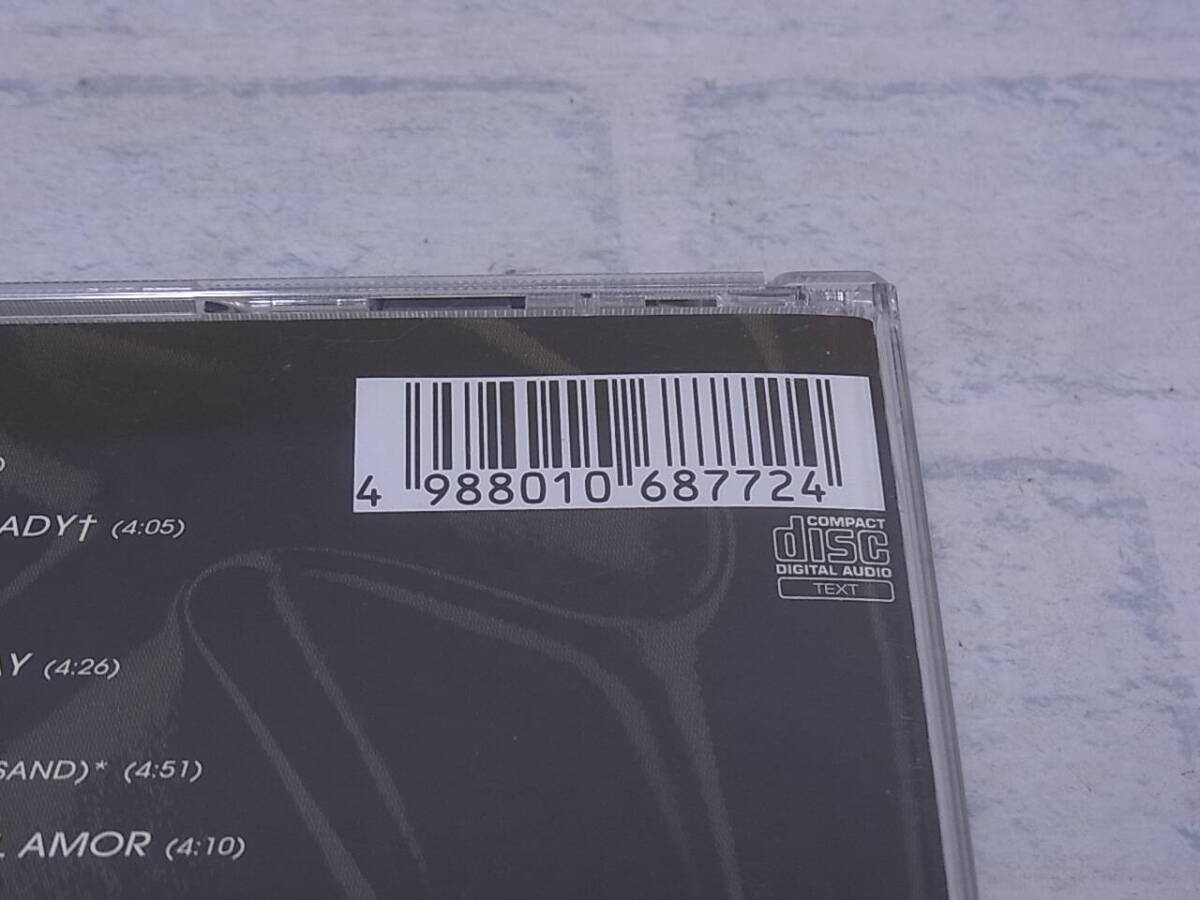 4 988010 687724
COMPACT
disc
DIGITAL AUDIO
TEXT
ADY† (4:05)
AY (4:26)
SAND)* (4:51)
L AMOR (4:10)